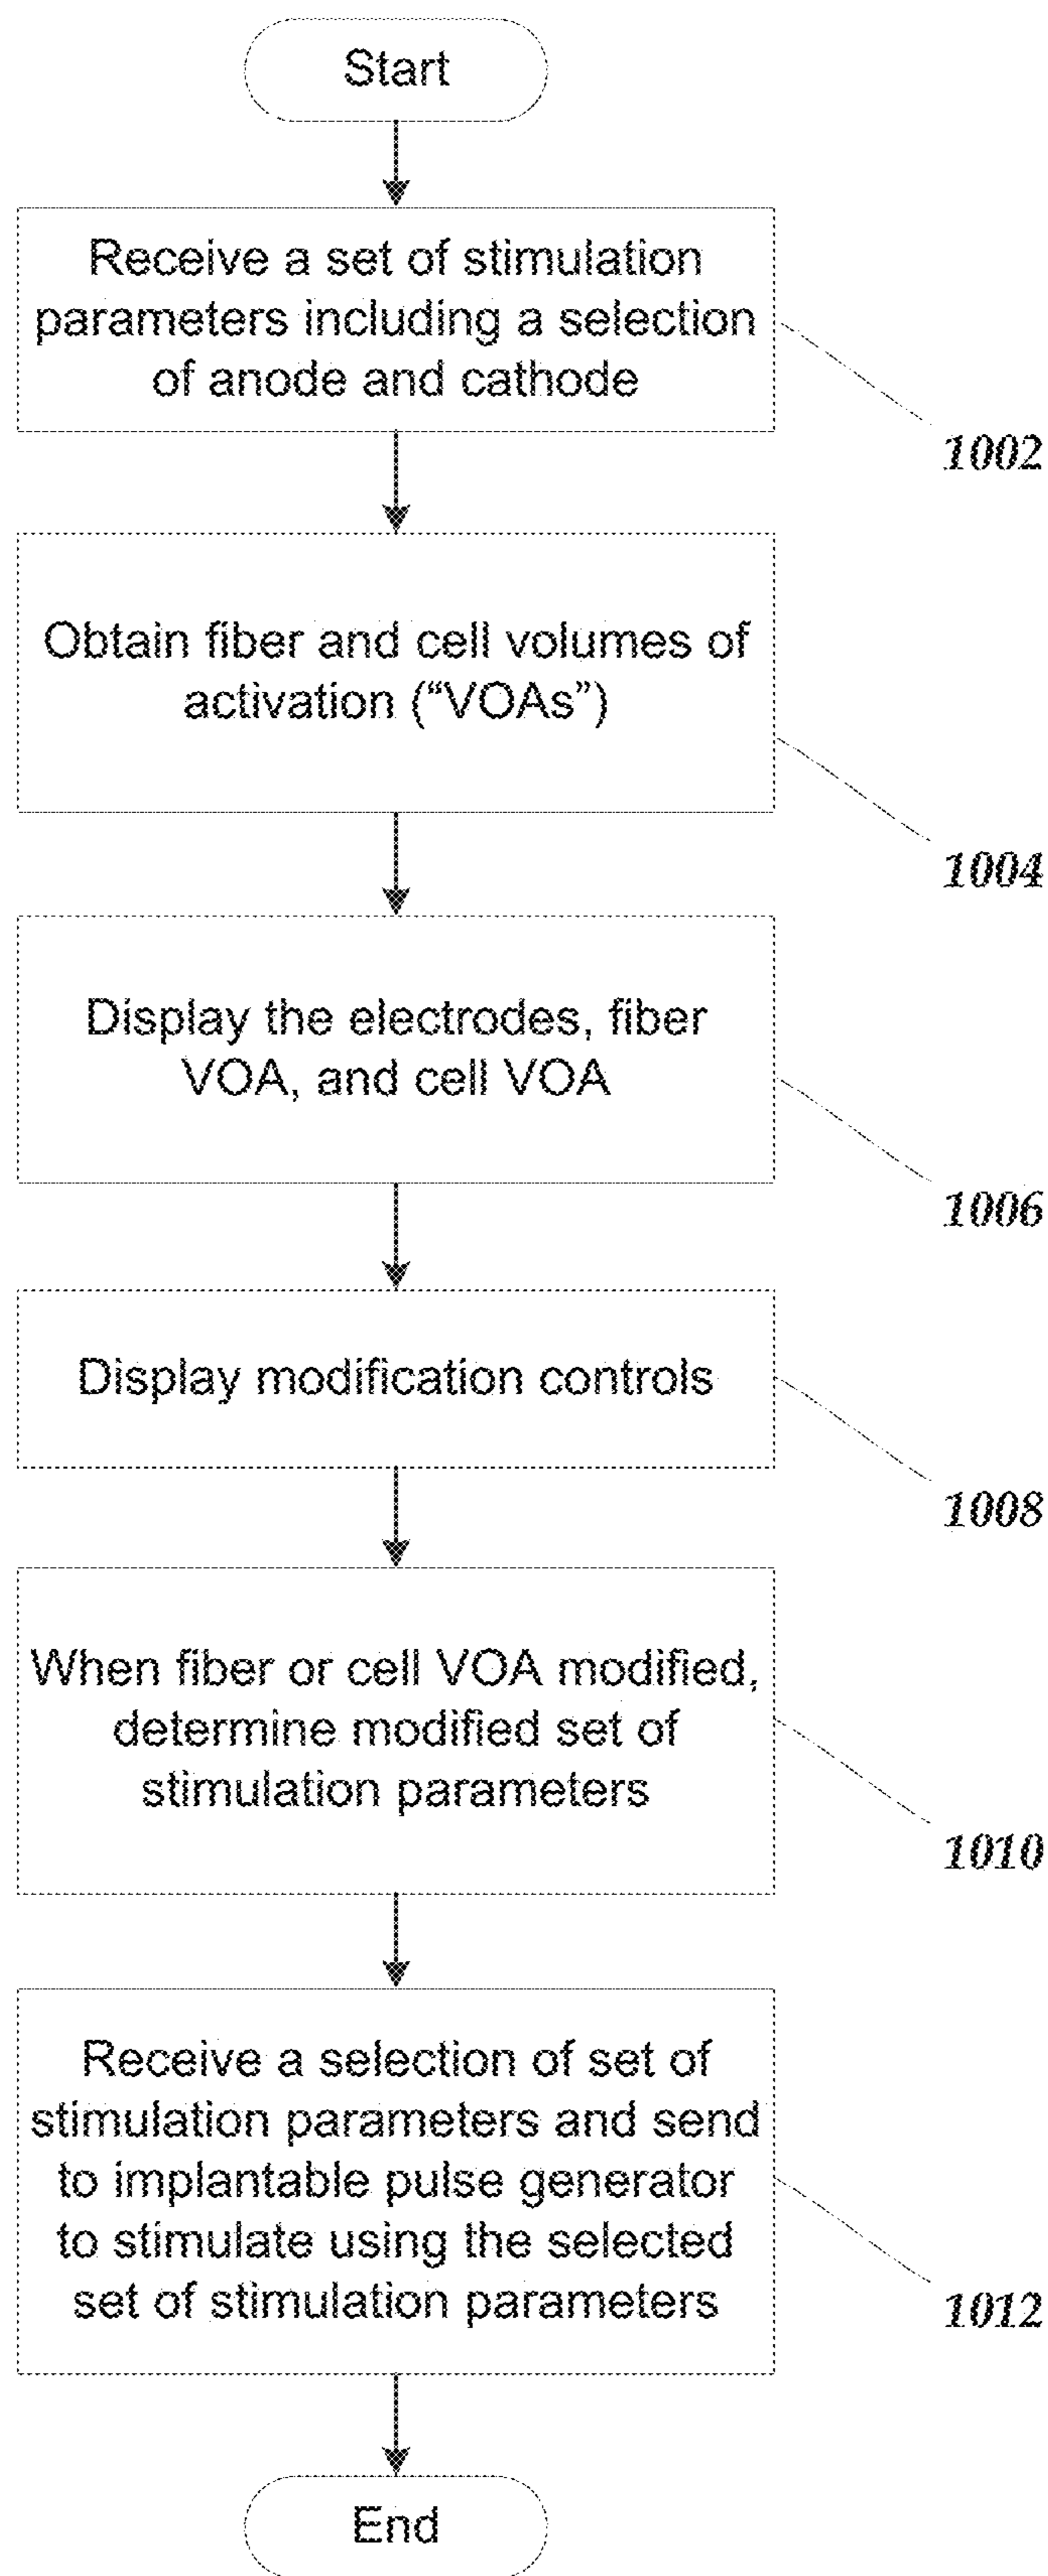 Start
Receive a set of stimulation
parameters including a selection
of anode and cathode
1002
Obtain fiber and cell volumes of
activation (“VOAs”)
1004
Display the electrodes, fiber
VOA, and cell VOA
1006
Display modification controls
1008
When fiber or cell VOA modified,
determine modified set of
stimulation parameters
1010
Receive a selection of set of
stimulation parameters and send
to implantable pulse generator
to stimulate using the selected
set of stimulation parameters
1012
End